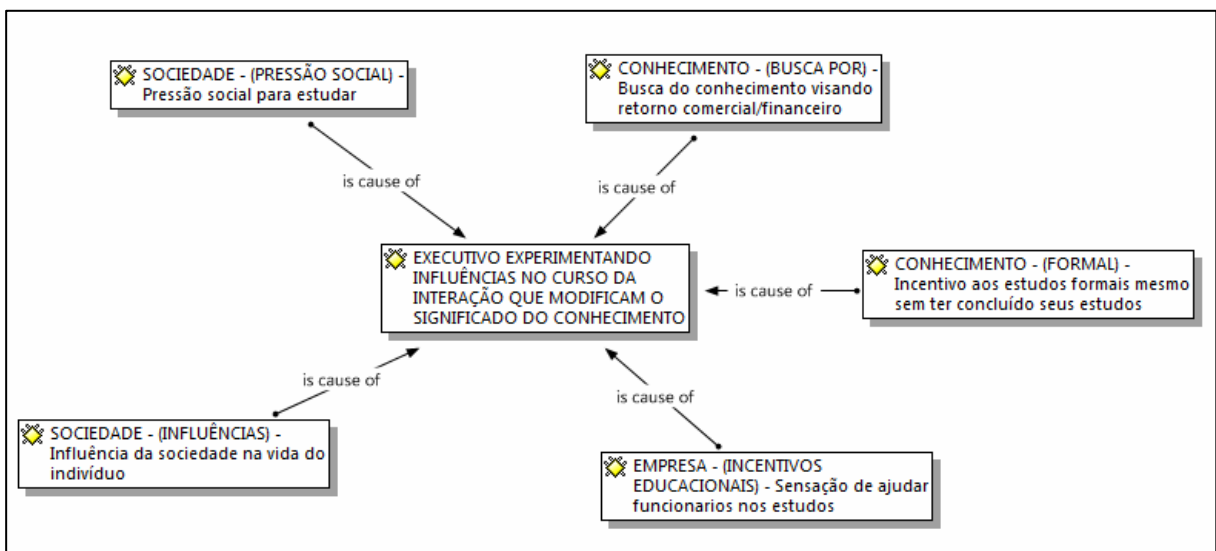 SOCIEDADE - (PRESSÃO SOCIAL) -
Pressão social para estudar
CONHECIMENTO - (BUSCA POR) -
Busca do conhecimento visando
retorno comercial/financeiro
is cause of
is cause of
EXECUTIVO EXPERIMENTANDO
INFLUÊNCIAS NO CURSO DA
INTERAÇÃO QUE MODIFICAM O
SIGNIFICADO DO CONHECIMENTO
is cause of
CONHECIMENTO - (FORMAL) -
Incentivo aos estudos formais mesmo
sem ter concluído seus estudos
is cause of
is cause of
SOCIEDADE - (INFLUÊNCIAS) -
Influência da sociedade na vida do
indivíduo
EMPRESA - (INCENTIVOS
EDUCACIONAIS) - Sensação de ajudar
funcionarios nos estudos